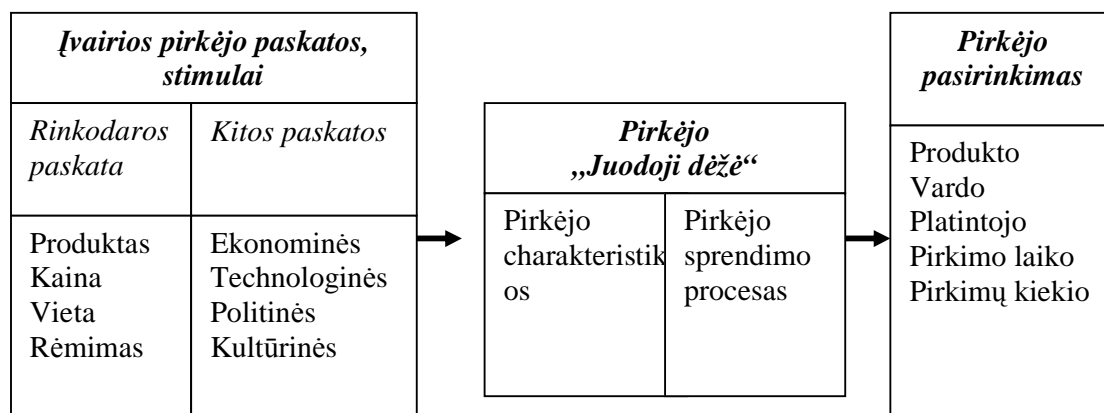 Įvairios pirkėjo paskatos,
stimulai
Rinkodaros
paskata
Kitos paskatos
Produktas
Kaina
Vieta
Rėmimas
Ekonominės
Technologinės
Politinės
Kultūrinės
Pirkėjo
„Juodoji dėžė“
Pirkėjo
charakteristik
os
Pirkėjo
sprendimo
procesas
Pirkėjo
pasirinkimas
Produkto
Vardo
Platintojo
Pirkimo laiko
Pirkimų kiekio